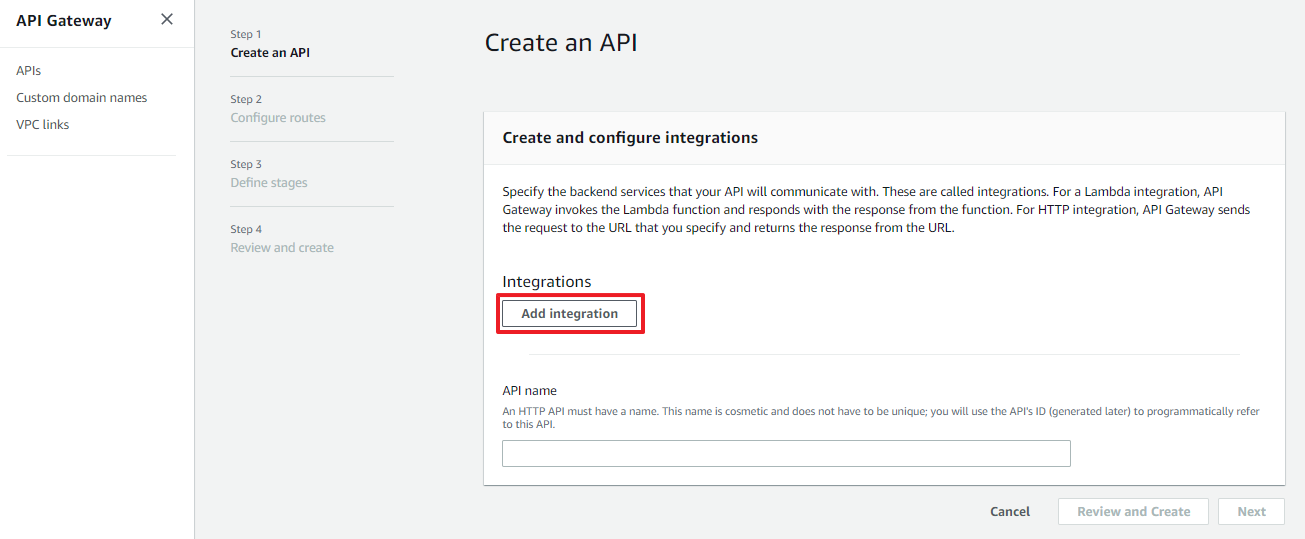 API Gateway
APIs
Custom domain names
VPC links
Step 1
Create an API
Step 2
Configure routes
Step 3
Define stages
Step 4
Review and create
Create an API
Create and configure integrations
Specify the backend services that your API will communicate with. These are called integrations. For a Lambda integration, API
Gateway invokes the Lambda function and responds with the response from the function. For HTTP integration, API Gateway sends
the request to the URL that you specify and returns the response from the URL.
Integrations
Add integration
API name
An HTTP API must have a name. This name is cosmetic and does not have to be unique; you will use the API's ID (generated later) to programmatically refer
to this API.
Cancel
Review and Create
Next